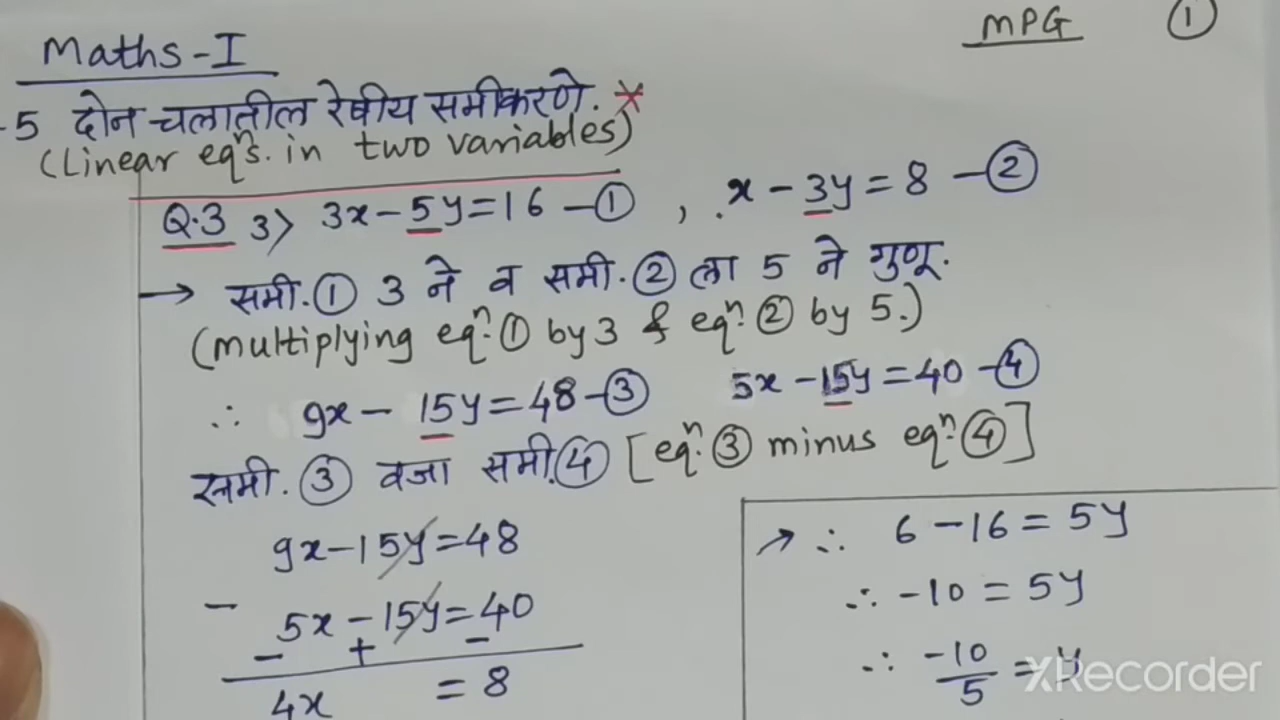 MPG ①
Maths-I
5 दोन चलातील रेषीय समीकरणे. *
(Linear eqⁿs. in two variables)
Q.3 3> 3x-5y=16-① , x-3y=8-②
→ समी.① 3 ने व समी.② ला 5 ने गुणू.
(multiplying eqⁿ.① by 3 & eqⁿ.② by 5.)
∴ 9x-15y=48-③ 5x-15y=40-④
समी.③ वजा समी.④ [eqⁿ.③ minus eqⁿ.④]
9x-15y=48
- 5x-15y=40
- + -
4x =8
→ ∴ 6-16=5y
∴ -10=5y
∴ -10/5=y
XRecorder